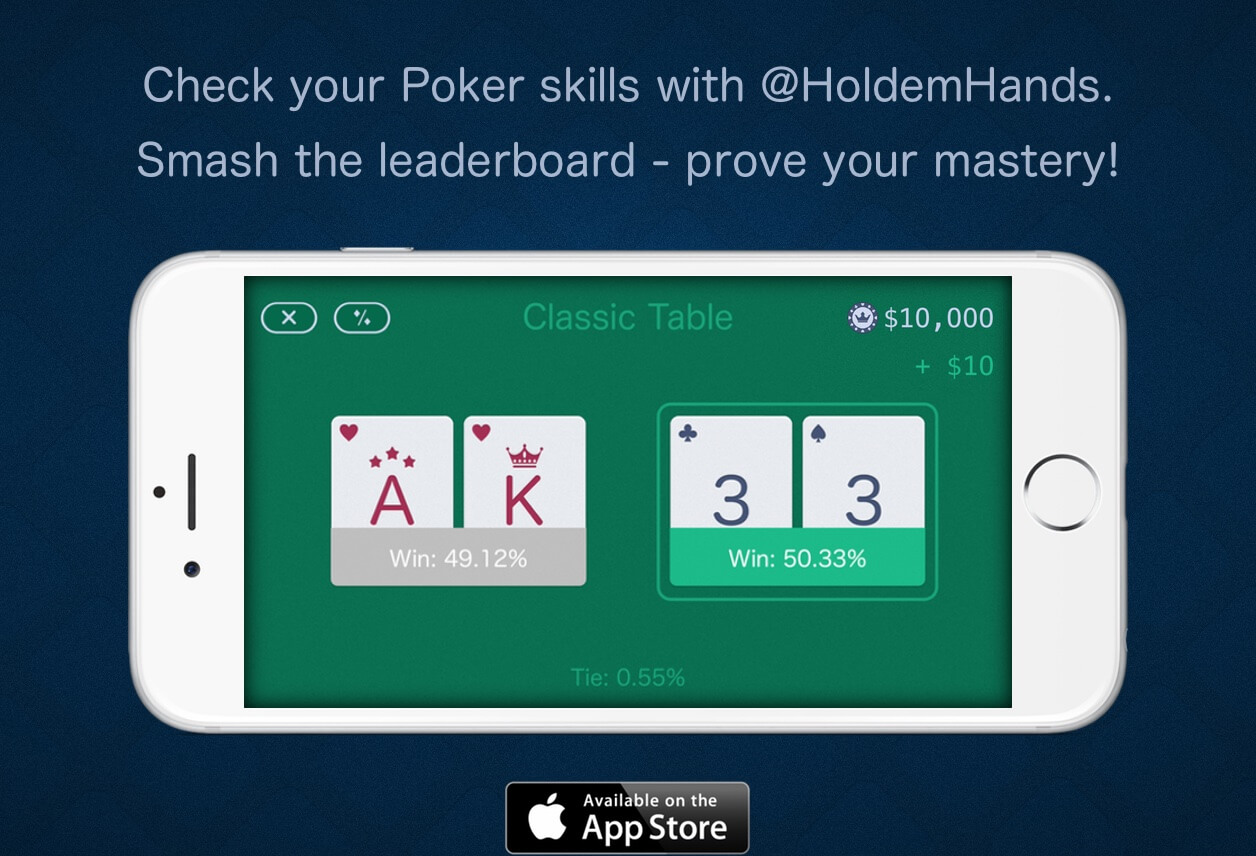 Check your Poker skills with @HoldemHands.
Smash the leaderboard - prove your mastery!
Classic Table
$10,000
+ $10
A K
3 3
Win: 49.12%
Win: 50.33%
Tie: 0.55%
Available on the
App Store